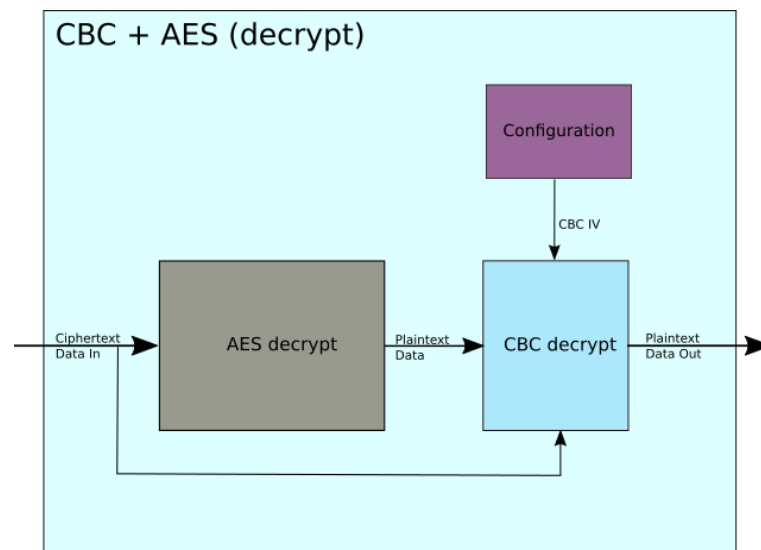 CBC + AES (decrypt)
Configuration
CBC IV
Ciphertext
Data In
AES decrypt
Plaintext
Data
CBC decrypt
Plaintext
Data Out